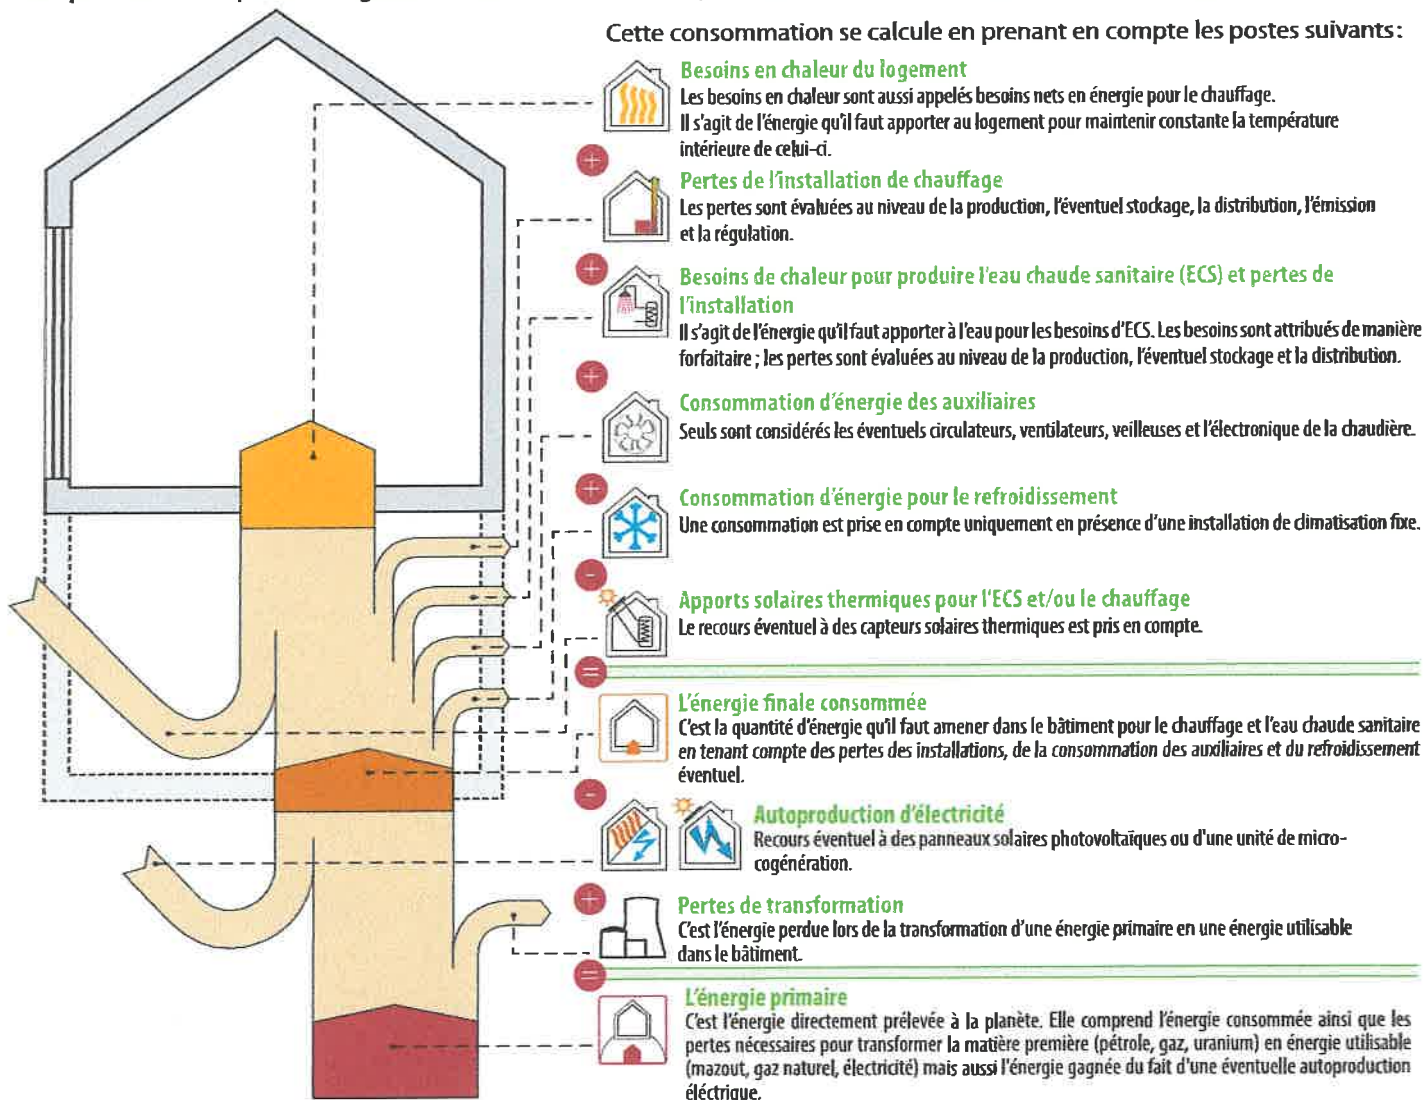 Cette consommation se calcule en prenant en compte les postes suivants:
Besoins en chaleur du logement
Les besoins en chaleur sont aussi appelés besoins nets en énergie pour le chauffage.
Il s'agit de l'énergie qu'il faut apporter au logement pour maintenir constante la température
intérieure de celui-ci.
+
Pertes de l'installation de chauffage
Les pertes sont évaluées au niveau de la production, l'éventuel stockage, la distribution, l'émission
et la régulation.
+
Besoins de chaleur pour produire l'eau chaude sanitaire (ECS) et pertes de
l'installation
Il s'agit de l'énergie qu'il faut apporter à l'eau pour les besoins d'ECS. Les besoins sont attribués de manière
forfaitaire ; les pertes sont évaluées au niveau de la production, l'éventuel stockage et la distribution.
+
Consommation d'énergie des auxiliaires
Seuls sont considérés les éventuels circulateurs, ventilateurs, veilleuses et l'électronique de la chaudière.
+
Consommation d'énergie pour le refroidissement
Une consommation est prise en compte uniquement en présence d'une installation de climatisation fixe.
-
Apports solaires thermiques pour l'ECS et/ou le chauffage
Le recours éventuel à des capteurs solaires thermiques est pris en compte.
=
L'énergie finale consommée
C'est la quantité d'énergie qu'il faut amener dans le bâtiment pour le chauffage et l'eau chaude sanitaire
en tenant compte des pertes des installations, de la consommation des auxiliaires et du refroidissement
éventuel.
-
Autoproduction d'électricité
Recours éventuel à des panneaux solaires photovoltaïques ou d'une unité de micro-
cogénération.
+
Pertes de transformation
C'est l'énergie perdue lors de la transformation d'une énergie primaire en une énergie utilisable
dans le bâtiment.
=
L'énergie primaire
C'est l'énergie directement prélevée à la planète. Elle comprend l'énergie consommée ainsi que les
pertes nécessaires pour transformer la matière première (pétrole, gaz, uranium) en énergie utilisable
(mazout, gaz naturel, électricité) mais aussi l'énergie gagnée du fait d'une éventuelle autoproduction
éléctrique.